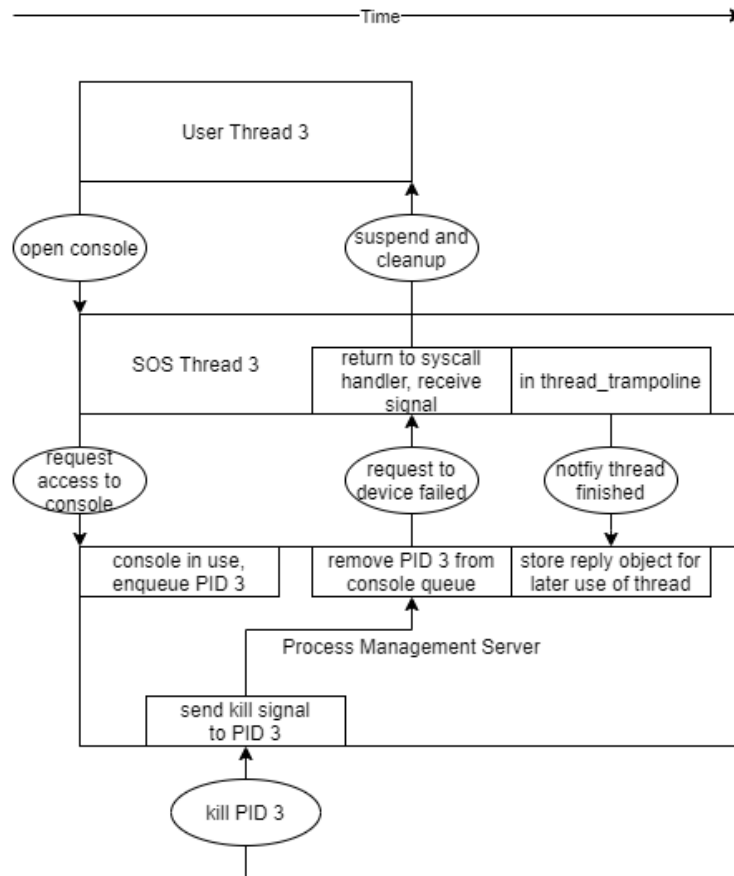 Time
User Thread 3
open console
suspend and
cleanup
SOS Thread 3
return to syscall
handler, receive
signal
in thread_trampoline
request
access to
console
request to
device failed
notfiy thread
finished
console in use,
enqueue PID 3
remove PID 3 from
console queue
store reply object for
later use of thread
Process Management Server
send kill signal
to PID 3
kill PID 3